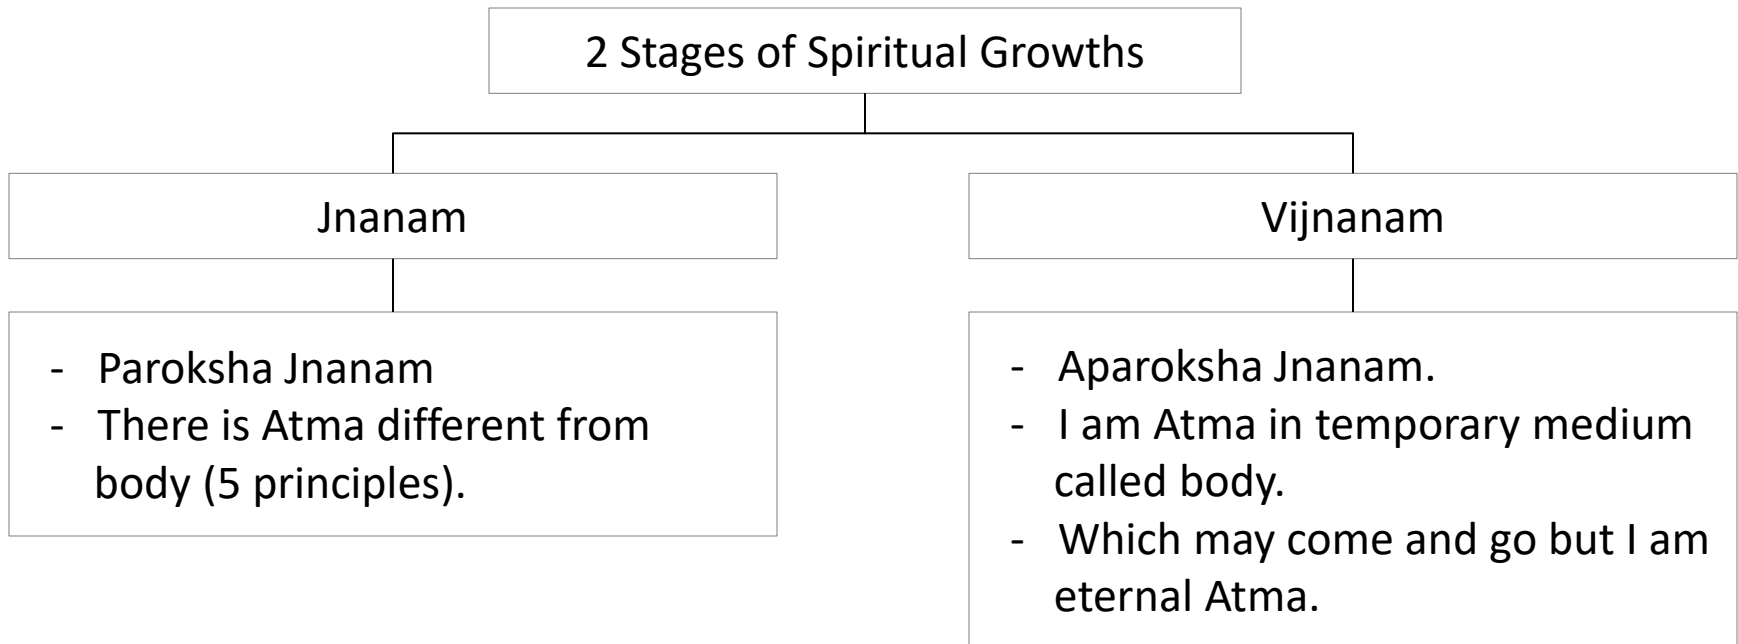 2 Stages of Spiritual Growths
Jnanam
Vijnanam
- Paroksha Jnanam
- There is Atma different from
body (5 principles).
- Aparoksha Jnanam.
- I am Atma in temporary medium
called body.
- Which may come and go but I am
eternal Atma.